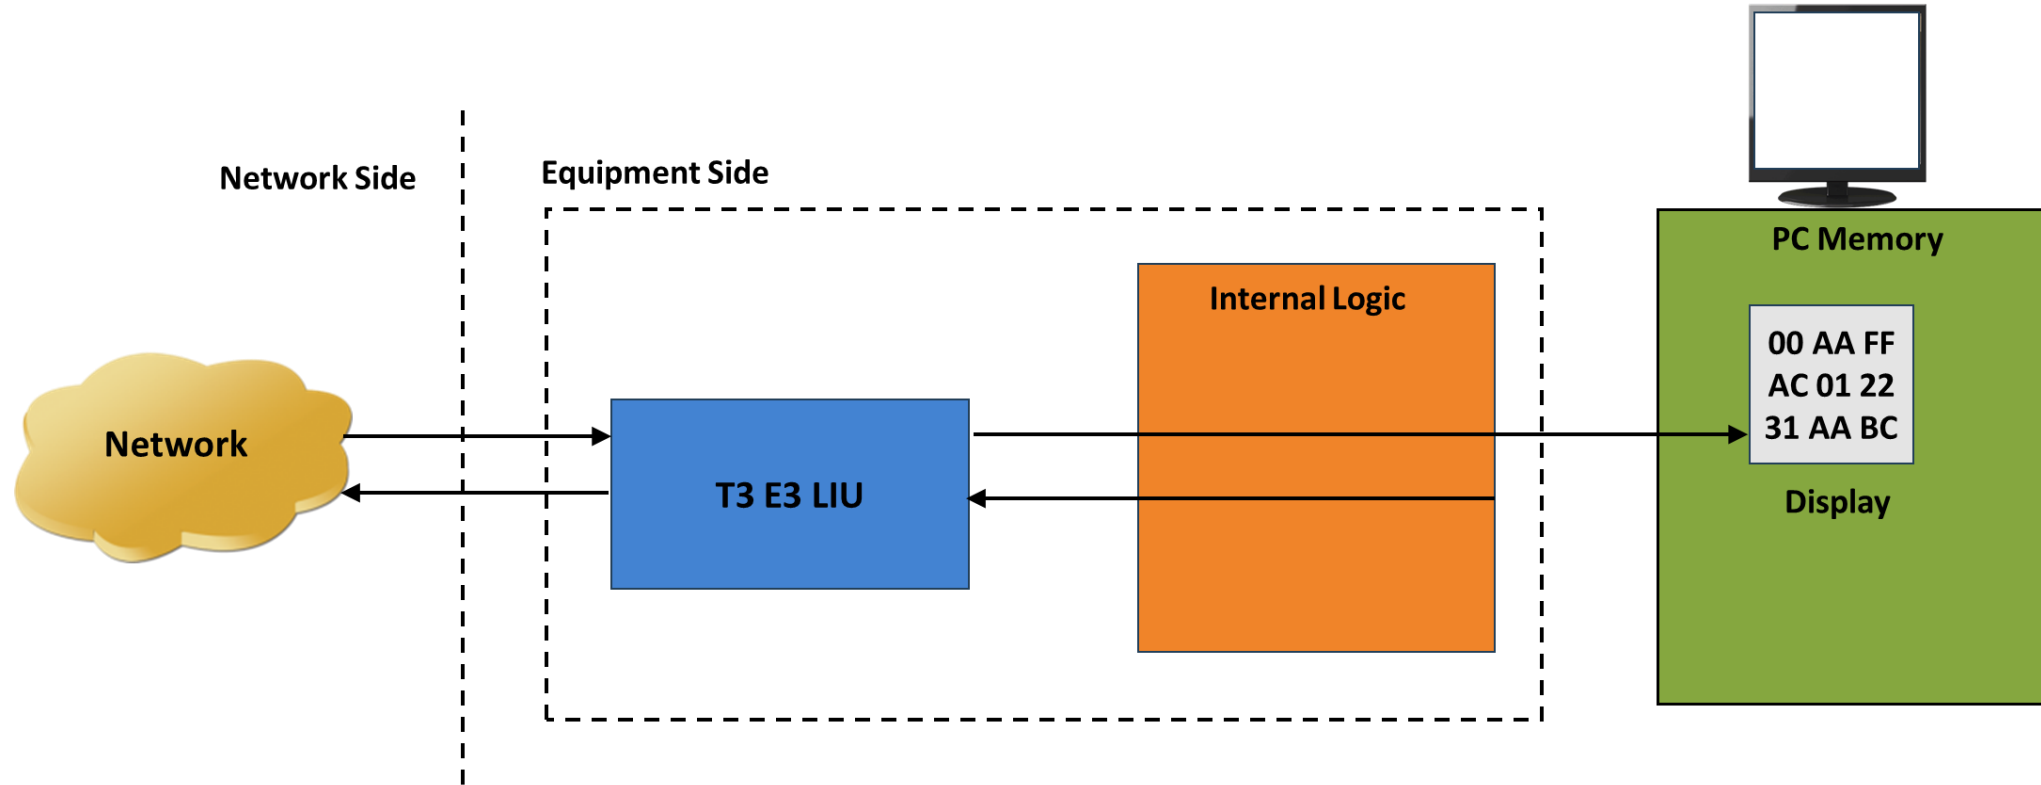 Network Side
Equipment Side
PC Memory
Internal Logic
00 AA FF
AC 01 22
31 AA BC
Network
T3 E3 LIU
Display